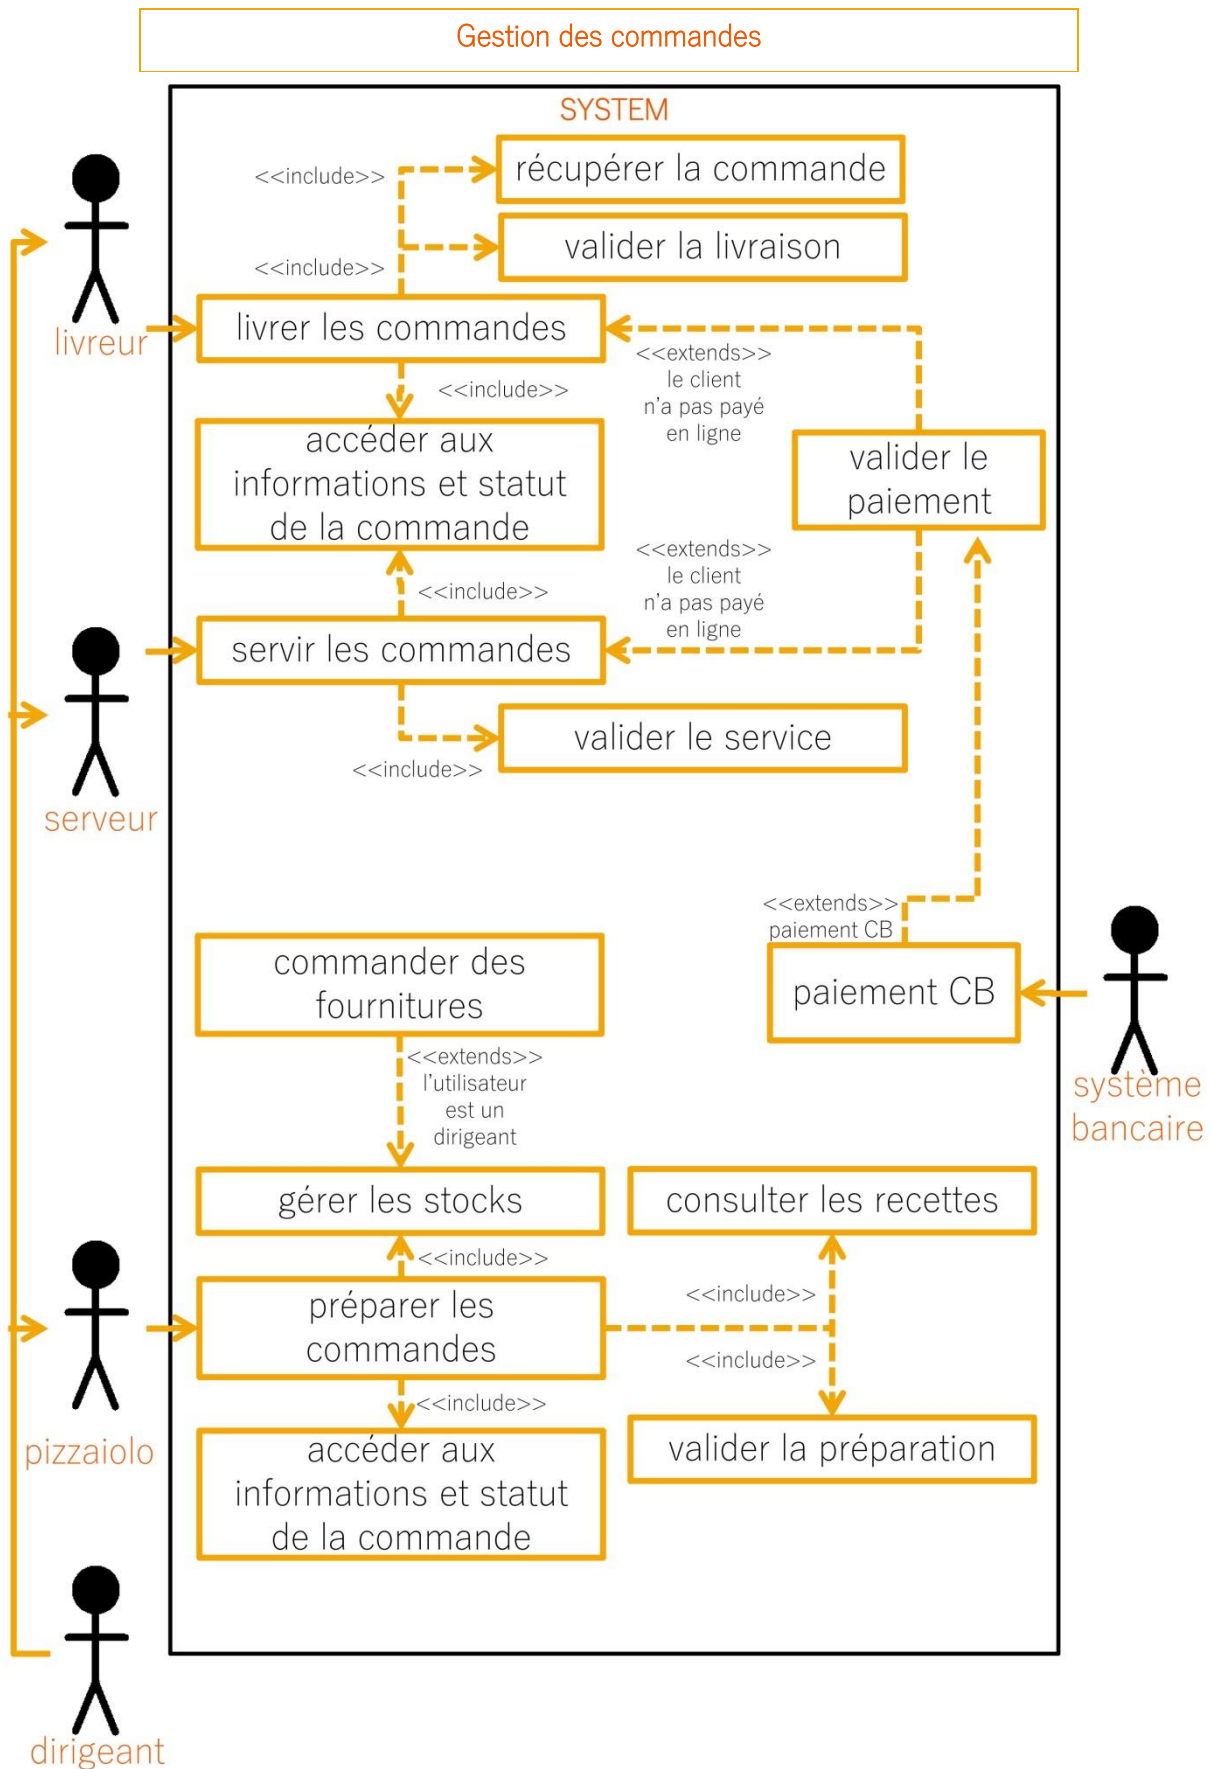 Gestion des commandes
SYSTEM
<<include>>
récupérer la commande
valider la livraison
<<include>>
livreur
livrer les commandes
<<extends>>
le client
n'a pas payé
en ligne
<<include>>
accéder aux
informations et statut
de la commande
valider le
paiement
<<extends>>
le client
n'a pas payé
en ligne
<<include>>
servir les commandes
valider le service
<<include>>
serveur
<<extends>>
paiement CB
commander des
fournitures
paiement CB
<<extends>>
l'utilisateur
est un
dirigeant
système
bancaire
gérer les stocks
consulter les recettes
<<include>>
<<include>>
préparer les
commandes
<<include>>
<<include>>
pizzaiolo
accéder aux
informations et statut
de la commande
valider la préparation
dirigeant